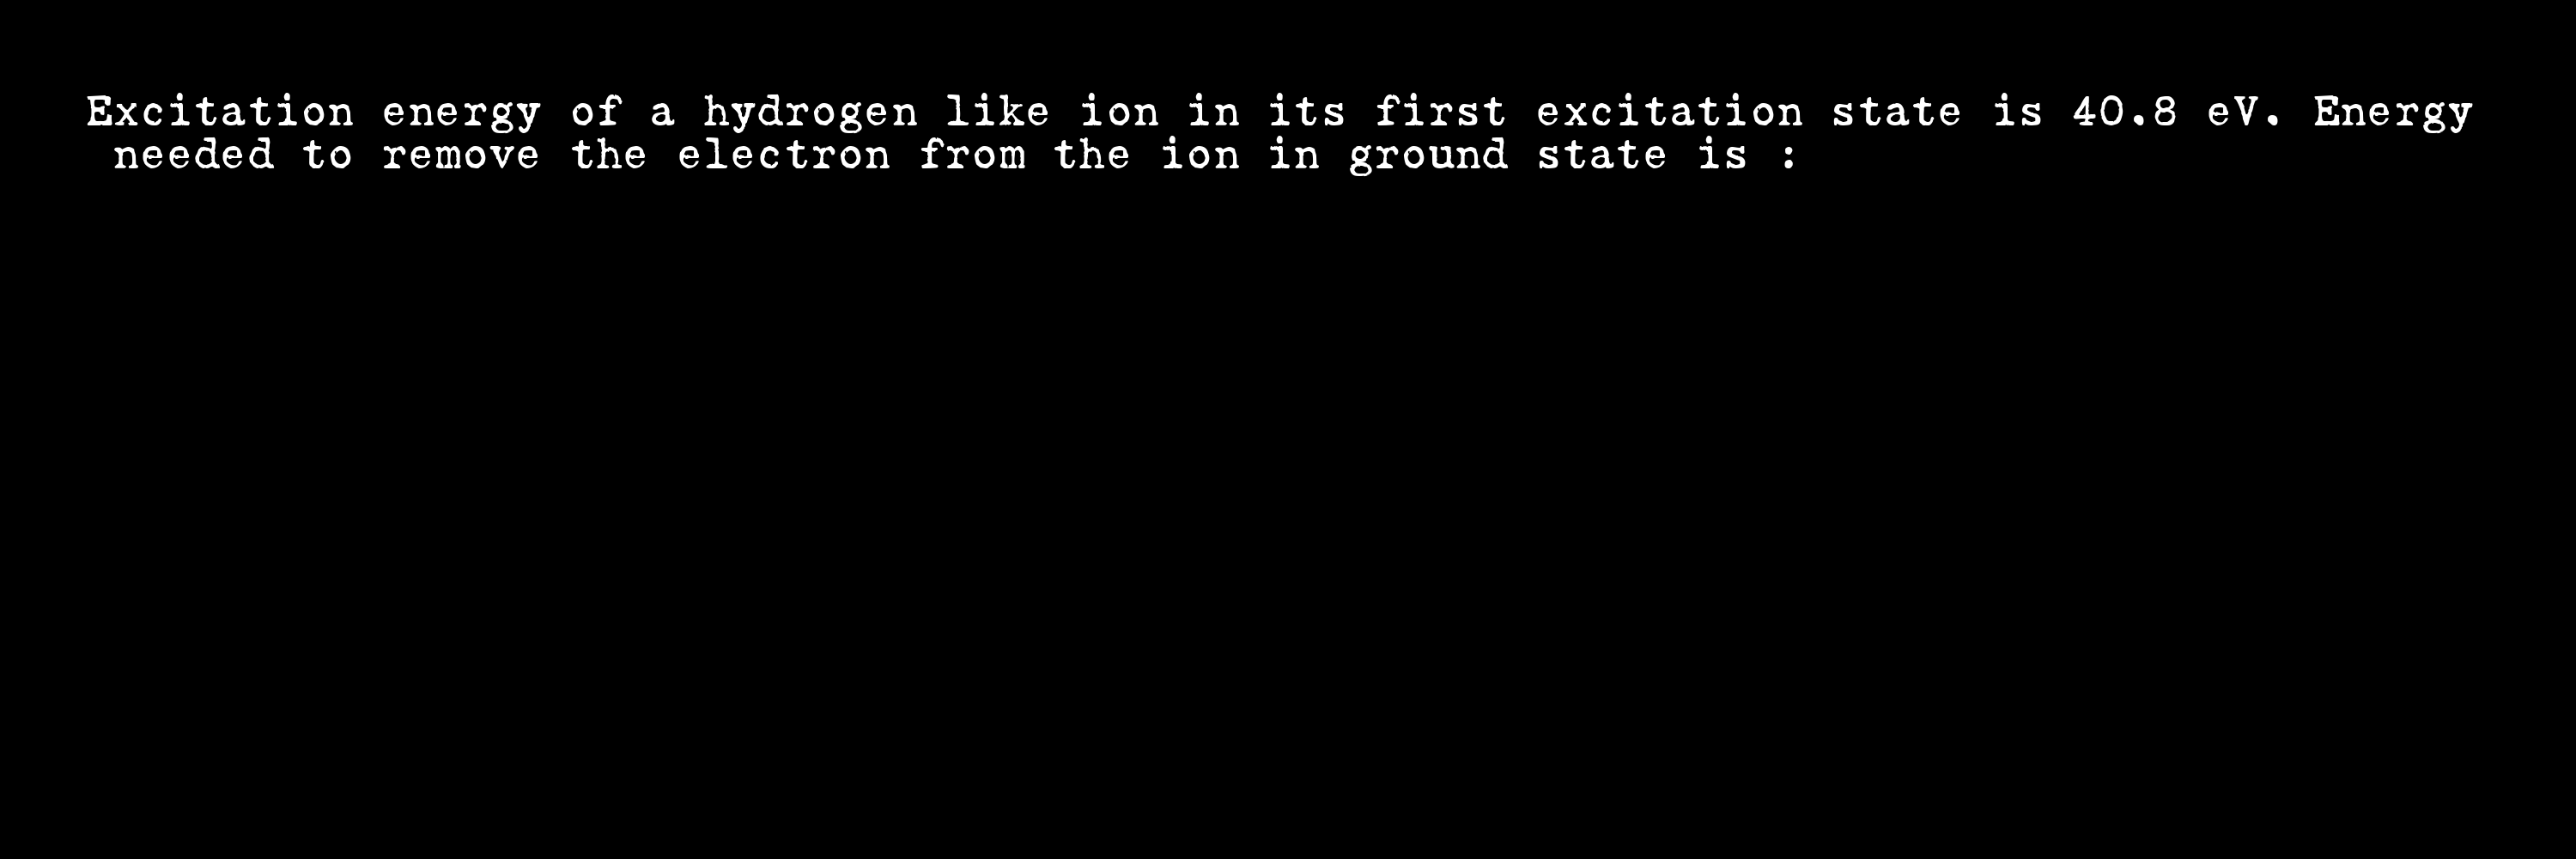 Excitation energy of a hydrogen like ion in its first excitation state is 40.8 eV. Energy
needed to remove the electron from the ion in ground state is :